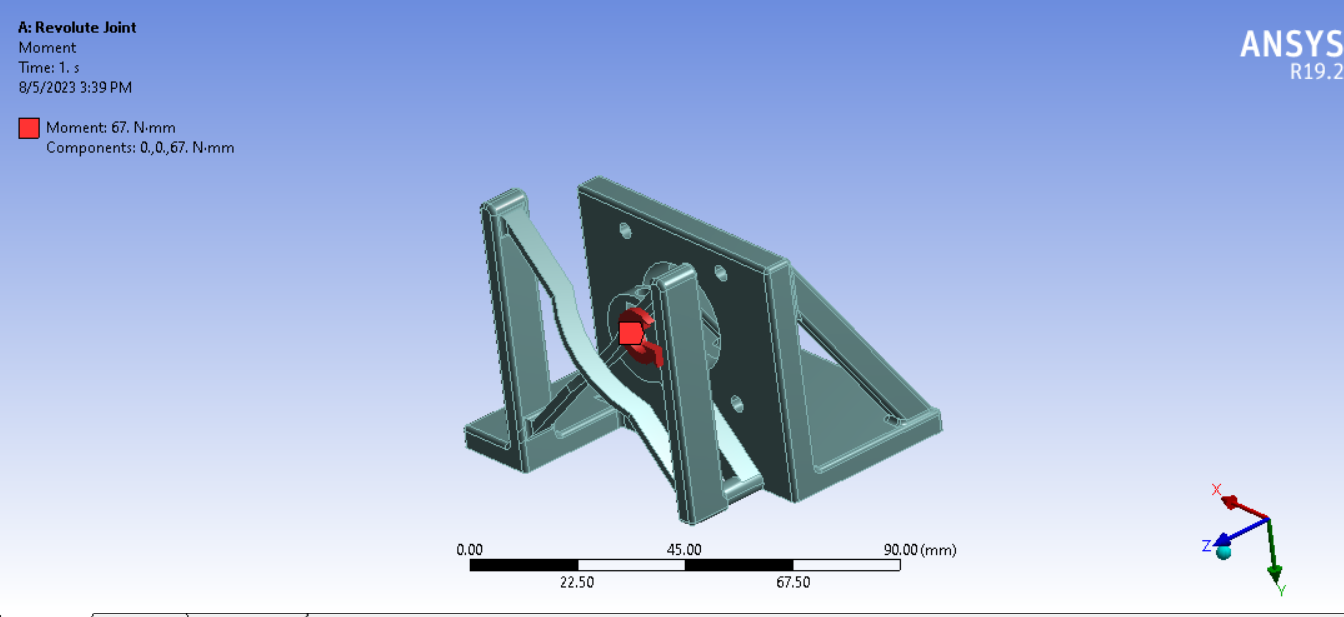 A: Revolute Joint
Moment
Time: 1. s
8/5/2023 3:39 PM
Moment: 67. N·mm
Components: 0.,0.,67. N·mm
ANSYS
R19.2
0.00 45.00 90.00 (mm)
22.50 67.50
X
Z
Y